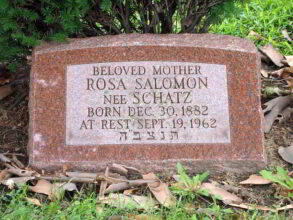 BELOVED MOTHER
ROSA SALOMON
NEE SCHATZ
BORN DEC. 30, 1882
AT REST SEPT. 19, 1962
ת נ צ ב ה